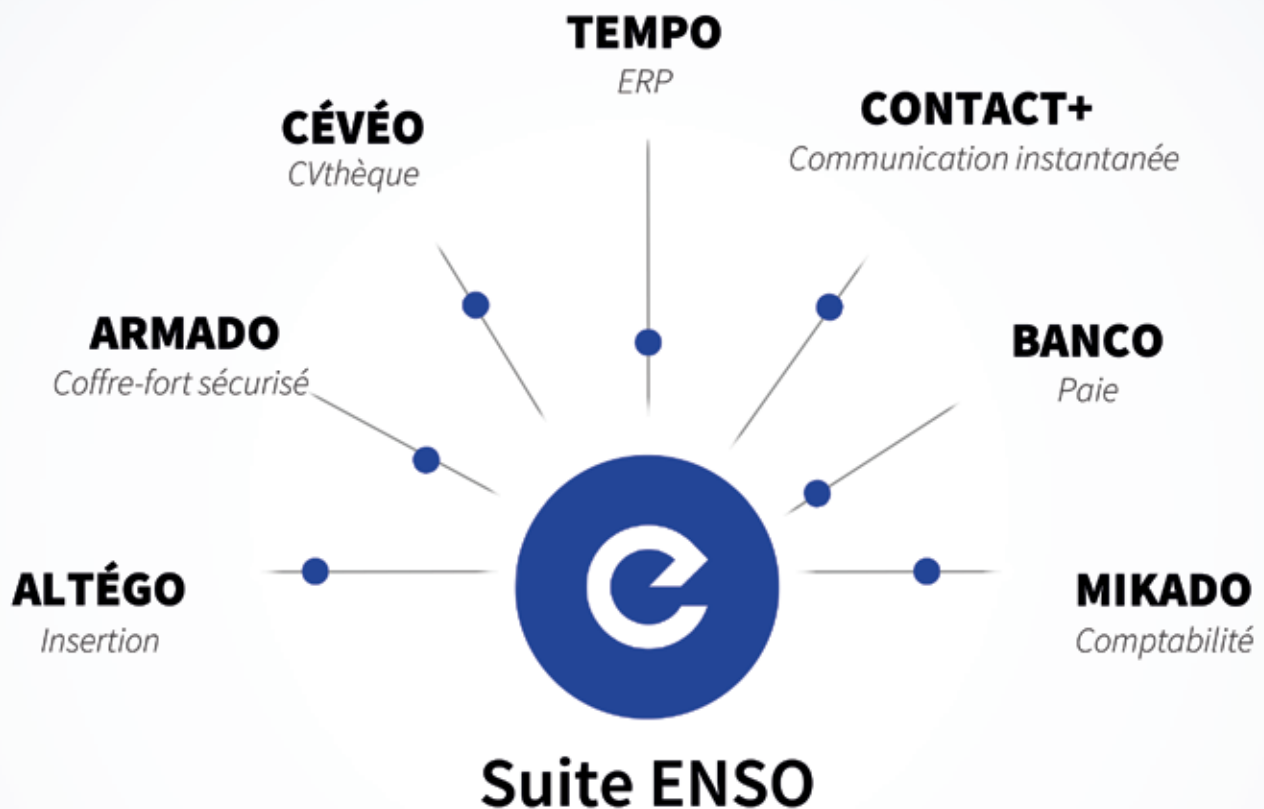 TEMPO
ERP
CÉVÉO
CVthèque
CONTACT+
Communication instantanée
ARMADO
Coffre-fort sécurisé
BANCO
Paie
ALTÉGO
Insertion
MIKADO
Comptabilité
Suite ENSO